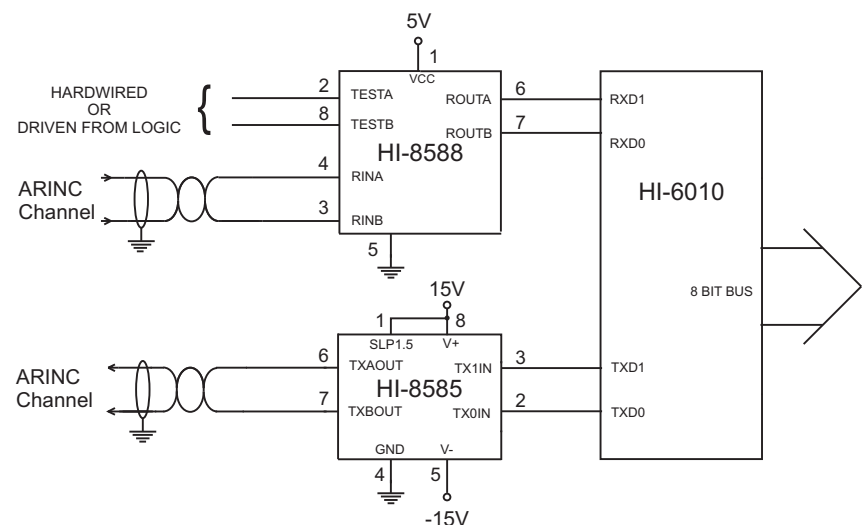 5V
1
VCC
HARDWIRED
OR
DRIVEN FROM LOGIC
{
2
TESTA
8
TESTB
ROUTA
6
ROUTB
7
HI-8588
ARINC
Channel
4
RINA
3
RINB
5
RXD1
RXD0
HI-6010
8 BIT BUS
TXD1
TXD0
15V
1
8
SLP1.5
V+
ARINC
Channel
6
TXAOUT
7
TXBOUT
TX1IN
3
HI-8585
TX0IN
2
GND
V-
4
5
-15V